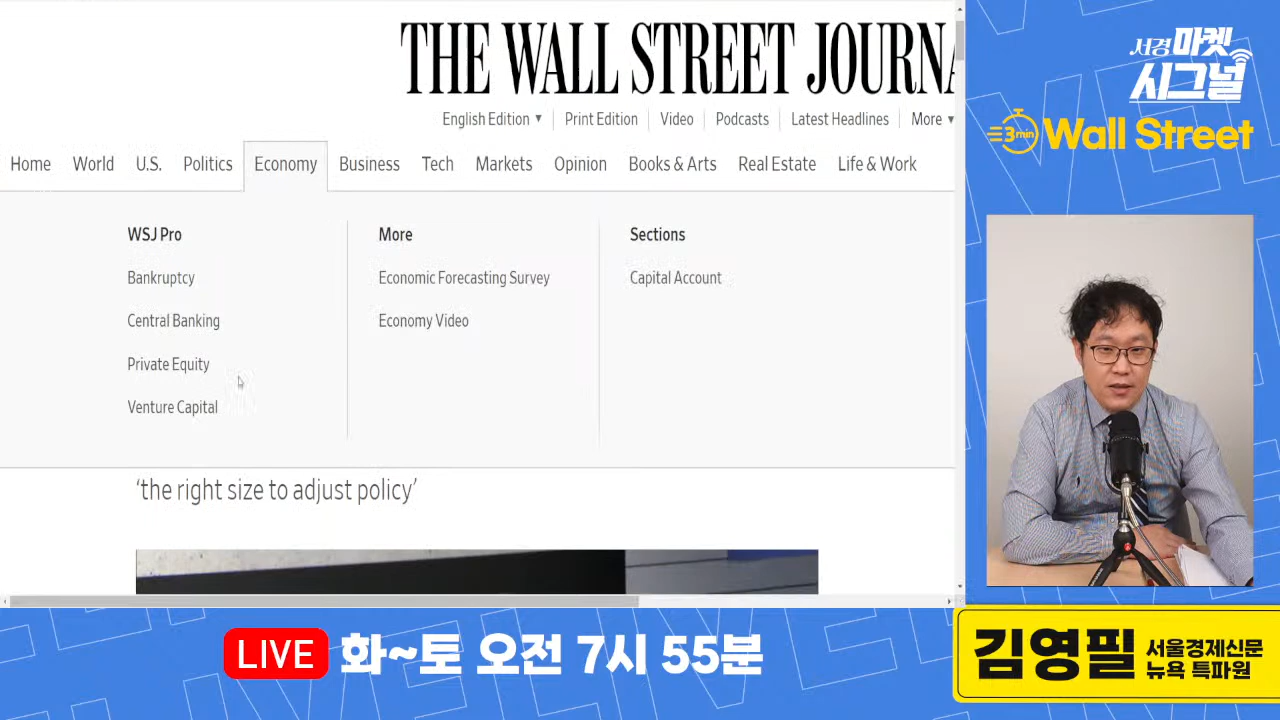 THE WALL STREET JOURNA
English Edition ▼ Print Edition Video Podcasts Latest Headlines More ▼
Home World U.S. Politics Economy Business Tech Markets Opinion Books & Arts Real Estate Life & Work
WSJ Pro
Bankruptcy
Central Banking
Private Equity
Venture Capital
More
Economic Forecasting Survey
Economy Video
Sections
Capital Account
‘the right size to adjust policy’
서경 마켓
시그널
3min Wall Street
LIVE 화~토 오전 7시 55분
김영필
서울경제신문
뉴욕 특파원